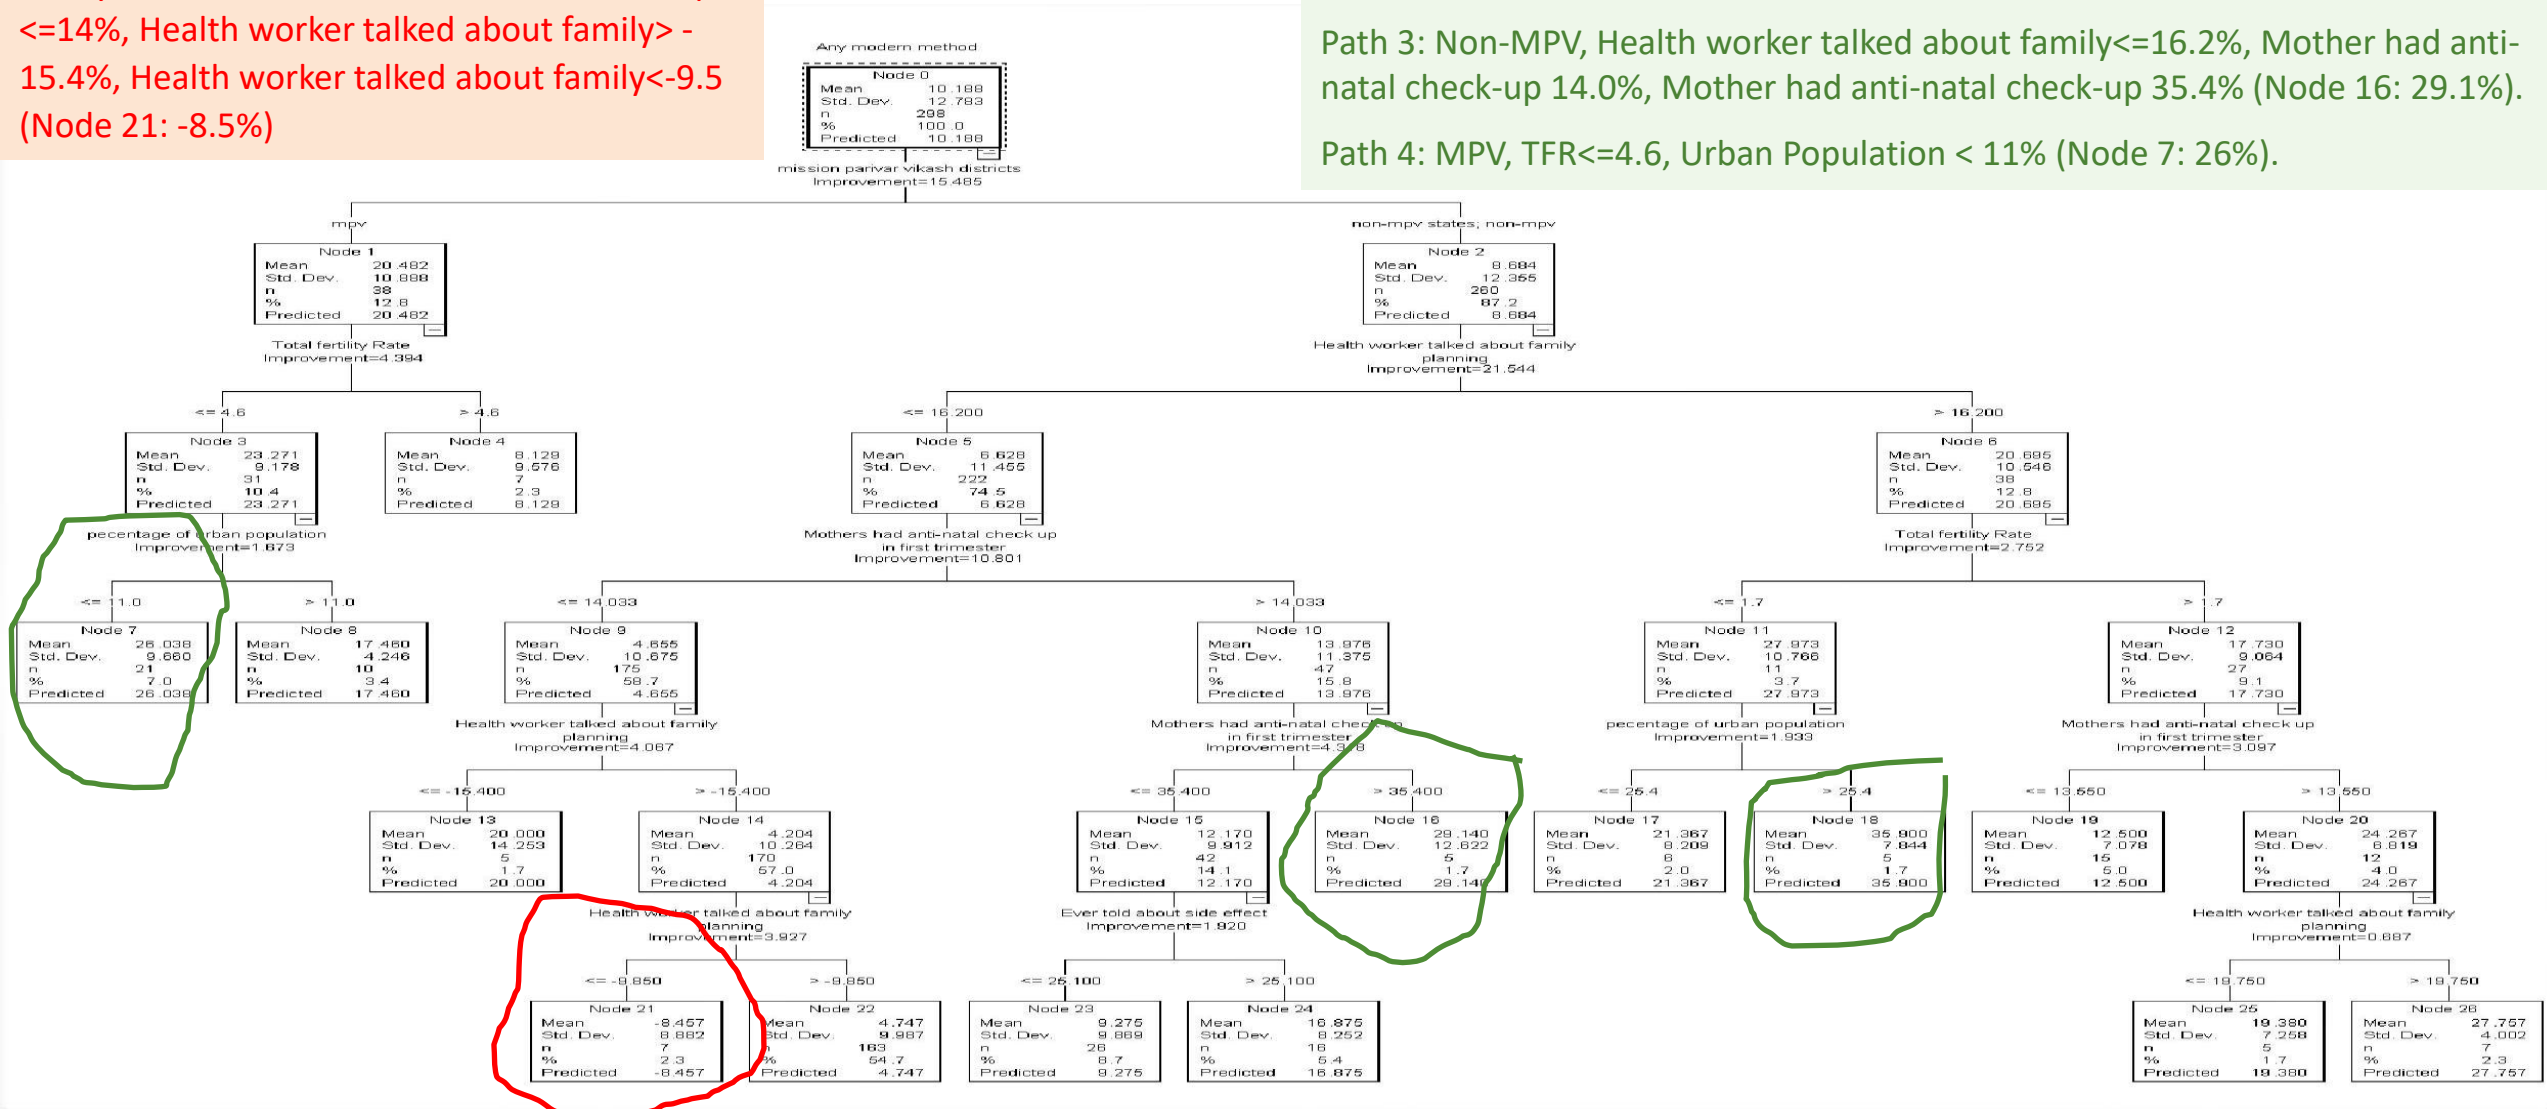 <=14%, Health worker talked about family> -
15.4%, Health worker talked about family<-9.5
(Node 21: -8.5%)
Path 3: Non-MPV, Health worker talked about family<=16.2%, Mother had anti-
natal check-up 14.0%, Mother had anti-natal check-up 35.4% (Node 16: 29.1%).
Path 4: MPV, TFR<=4.6, Urban Population < 11% (Node 7: 26%).
Any modern method
Node 0
Mean 10.188
Std. Dev. 12.783
n 298
% 100.0
Predicted 10.188
mission parivar vikash districts
Improvement=15.485
mpv
non-mpv states; non-mpv
Node 1
Mean 20.482
Std. Dev. 10.888
n 38
% 12.8
Predicted 20.482
Total fertility Rate
Improvement=4.394
Node 2
Mean 8.684
Std. Dev. 12.355
n 260
% 87.2
Predicted 8.684
Health worker talked about family
planning
Improvement=21.544
<= 4.6
> 4.6
<= 16.200
> 16.200
Node 3
Mean 23.271
Std. Dev. 9.178
n 31
% 10.4
Predicted 23.271
pecentage of urban population
Improvement=1.673
Node 4
Mean 8.129
Std. Dev. 9.576
n 7
% 2.3
Predicted 8.129
Node 5
Mean 6.628
Std. Dev. 11.455
n 222
% 74.5
Predicted 6.628
Mothers had anti-natal check up
in first trimester
Improvement=10.801
Node 6
Mean 20.695
Std. Dev. 10.546
n 38
% 12.8
Predicted 20.695
Total fertility Rate
Improvement=2.752
<= 11.0
> 11.0
<= 14.033
> 14.033
<= 1.7
> 1.7
Node 7
Mean 26.038
Std. Dev. 9.660
n 21
% 7.0
Predicted 26.038
Node 8
Mean 17.460
Std. Dev. 4.246
n 10
% 3.4
Predicted 17.460
Node 9
Mean 4.655
Std. Dev. 10.675
n 175
% 58.7
Predicted 4.655
Health worker talked about family
planning
Improvement=4.067
Node 10
Mean 13.976
Std. Dev. 11.375
n 47
% 15.8
Predicted 13.976
Mothers had anti-natal check up
in first trimester
Node 11
Mean 27.973
Std. Dev. 10.766
n 11
% 3.7
Predicted 27.973
pecentage of urban population
Improvement=1.933
Node 12
Mean 17.730
Std. Dev. 9.064
n 27
% 9.1
Predicted 17.730
Mothers had anti-natal check up
in first trimester
Improvement=3.097
<= -15.400
> -15.400
<= 35.400
> 35.400
<= 25.4
> 25.4
<= 13.550
> 13.550
Node 13
Mean 20.000
Std. Dev. 14.253
n 5
% 1.7
Predicted 20.000
Node 14
Mean 4.204
Std. Dev. 10.264
n 170
% 57.0
Predicted 4.204
Health worker talked about family
planning
Improvement=3.927
Node 15
Mean 12.170
Std. Dev. 9.912
n 42
% 14.1
Predicted 12.170
Ever told about side effect
Improvement=1.920
Node 16
Mean 29.140
Std. Dev. 12.622
n 5
% 1.7
Predicted 29.140
Node 17
Mean 21.367
Std. Dev. 8.209
n 6
% 2.0
Predicted 21.367
Node 18
Mean 35.900
Std. Dev. 7.844
n 5
% 1.7
Predicted 35.900
Node 19
Mean 12.500
Std. Dev. 7.078
n 15
% 5.0
Predicted 12.500
Node 20
Mean 24.267
Std. Dev. 6.819
n 12
% 4.0
Predicted 24.267
Health worker talked about family
planning
Improvement=0.687
<= -9.850
> -9.850
<= 25.100
> 25.100
<= 19.750
> 19.750
Node 21
Mean -8.457
Std. Dev. 8.882
n 7
% 2.3
Predicted -8.457
Node 22
Mean 4.747
Std. Dev. 9.987
n 163
% 54.7
Predicted 4.747
Node 23
Mean 9.275
Std. Dev. 9.869
n 26
% 8.7
Predicted 9.275
Node 24
Mean 16.875
Std. Dev. 8.252
n 16
% 5.4
Predicted 16.875
Node 25
Mean 19.380
Std. Dev. 7.258
n 5
% 1.7
Predicted 19.380
Node 26
Mean 27.757
Std. Dev. 4.002
n 7
% 2.3
Predicted 27.757